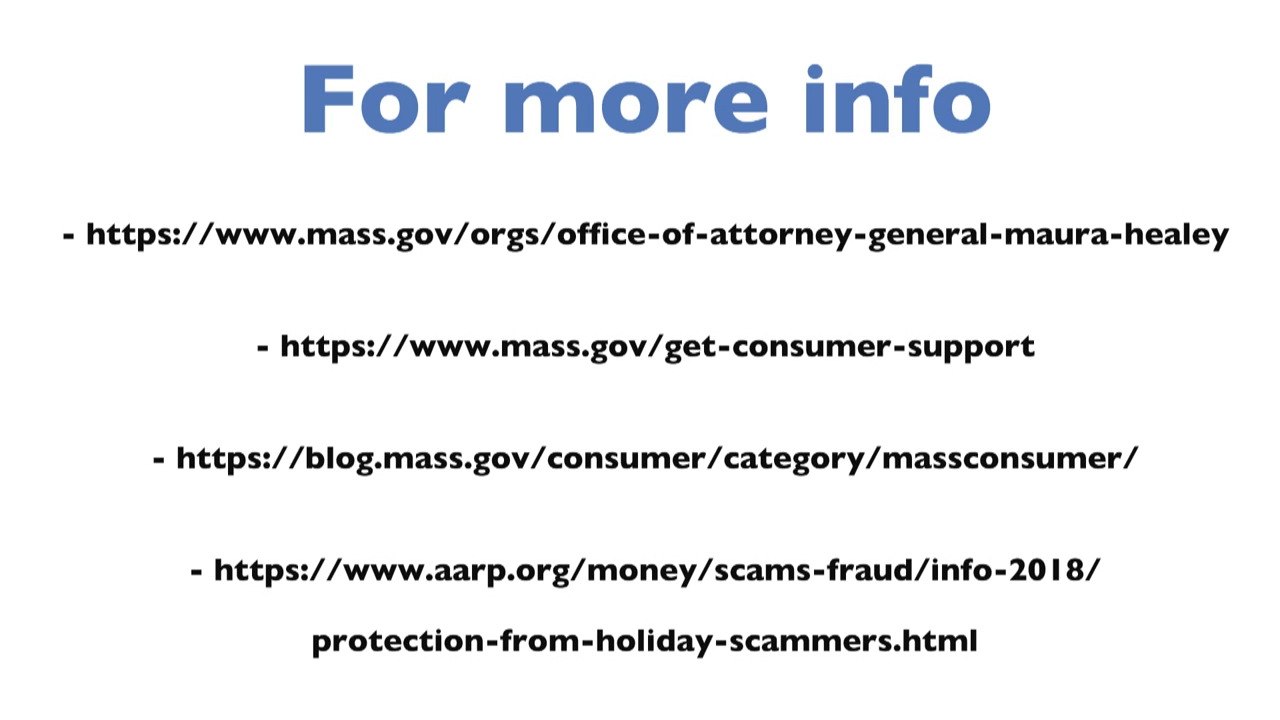 For more info
- https://www.mass.gov/orgs/office-of-attorney-general-maura-healey
- https://www.mass.gov/get-consumer-support
- https://blog.mass.gov/consumer/category/massconsumer/
- https://www.aarp.org/money/scams-fraud/info-2018/
protection-from-holiday-scammers.html